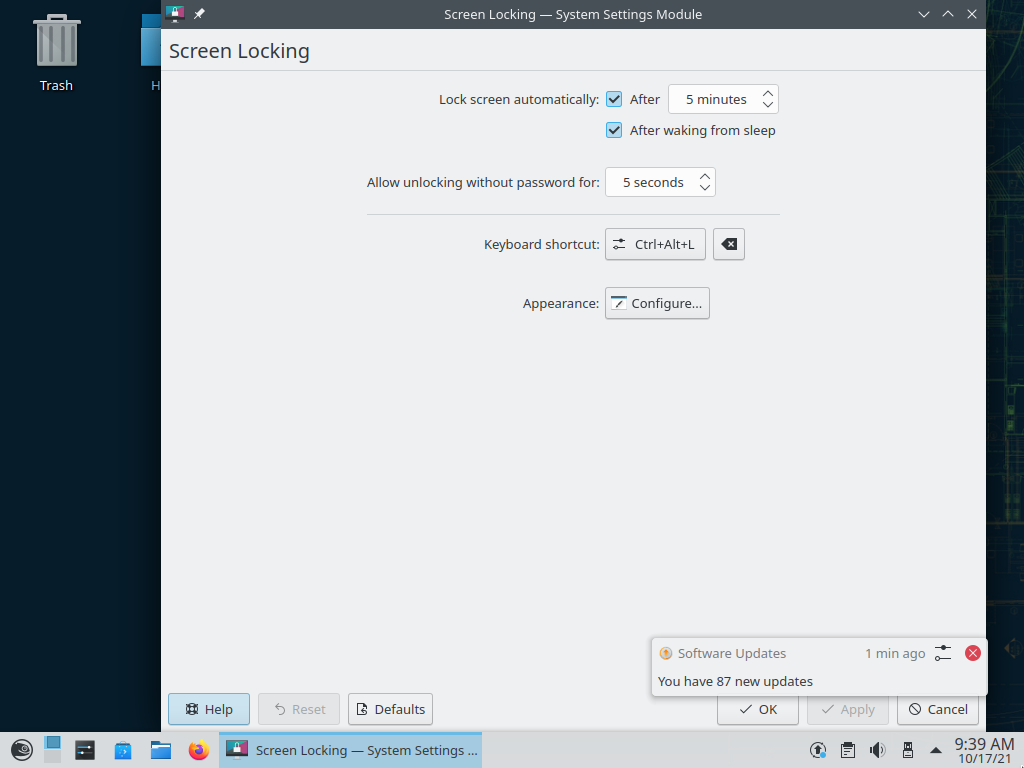 Screen Locking — System Settings Module
Trash
H
Screen Locking
Lock screen automatically: After 5 minutes
After waking from sleep
Allow unlocking without password for: 5 seconds
Keyboard shortcut: Ctrl+Alt+L
Appearance: Configure...
Software Updates 1 min ago
You have 87 new updates
Help Reset Defaults OK Apply Cancel
Screen Locking — System Settings ...
9:39 AM
10/17/21